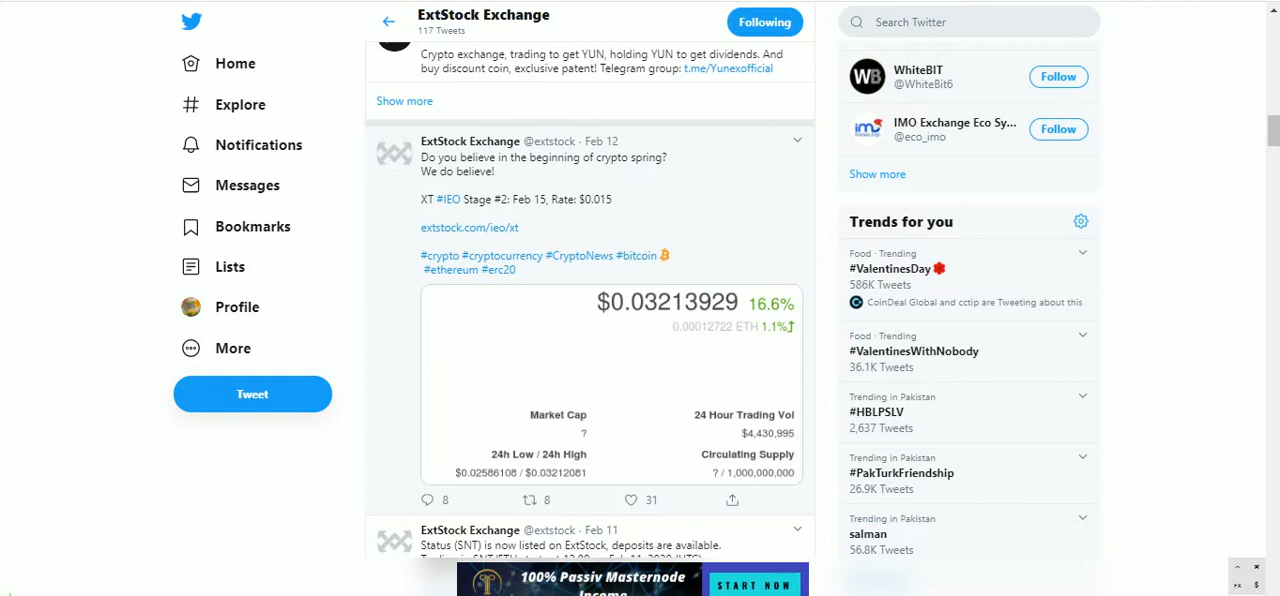 ExtStock Exchange
117 Tweets
Following
Search Twitter
Home
Explore
Notifications
Messages
Bookmarks
Lists
Profile
More
Tweet
Crypto exchange, trading to get YUN, holding YUN to get dividends. And
buy discount coin, exclusive patent! Telegram group: t.me/Yunexofficial
Show more
ExtStock Exchange @extstock · Feb 12
Do you believe in the beginning of crypto spring?
We do believe!
XT #IEO Stage #2: Feb 15, Rate: $0.015
extstock.com/ieo/xt
#crypto #cryptocurrency #CryptoNews #bitcoin
#ethereum #erc20
$0.03213929 16.6%
0.00012722 ETH 1.1%
Market Cap
?
24 Hour Trading Vol
$4,430,995
24h Low / 24h High
$0.02586108 / $0.03212081
Circulating Supply
? / 1,000,000,000
8 8 31
ExtStock Exchange @extstock · Feb 11
Status (SNT) is now listed on ExtStock, deposits are available.
100% Passiv Masternode
Income
START NOW
WB
WhiteBIT
@WhiteBit6
Follow
imo
IMO Exchange Eco Sy...
@eco_imo
Follow
Show more
Trends for you
Food · Trending
#ValentinesDay
586K Tweets
CoinDeal Global and cctip are Tweeting about this
Food · Trending
#ValentinesWithNobody
36.1K Tweets
Trending in Pakistan
#HBLPSLV
2,637 Tweets
Trending in Pakistan
#PakTurkFriendship
26.9K Tweets
Trending in Pakistan
salman
56.8K Tweets
FX $